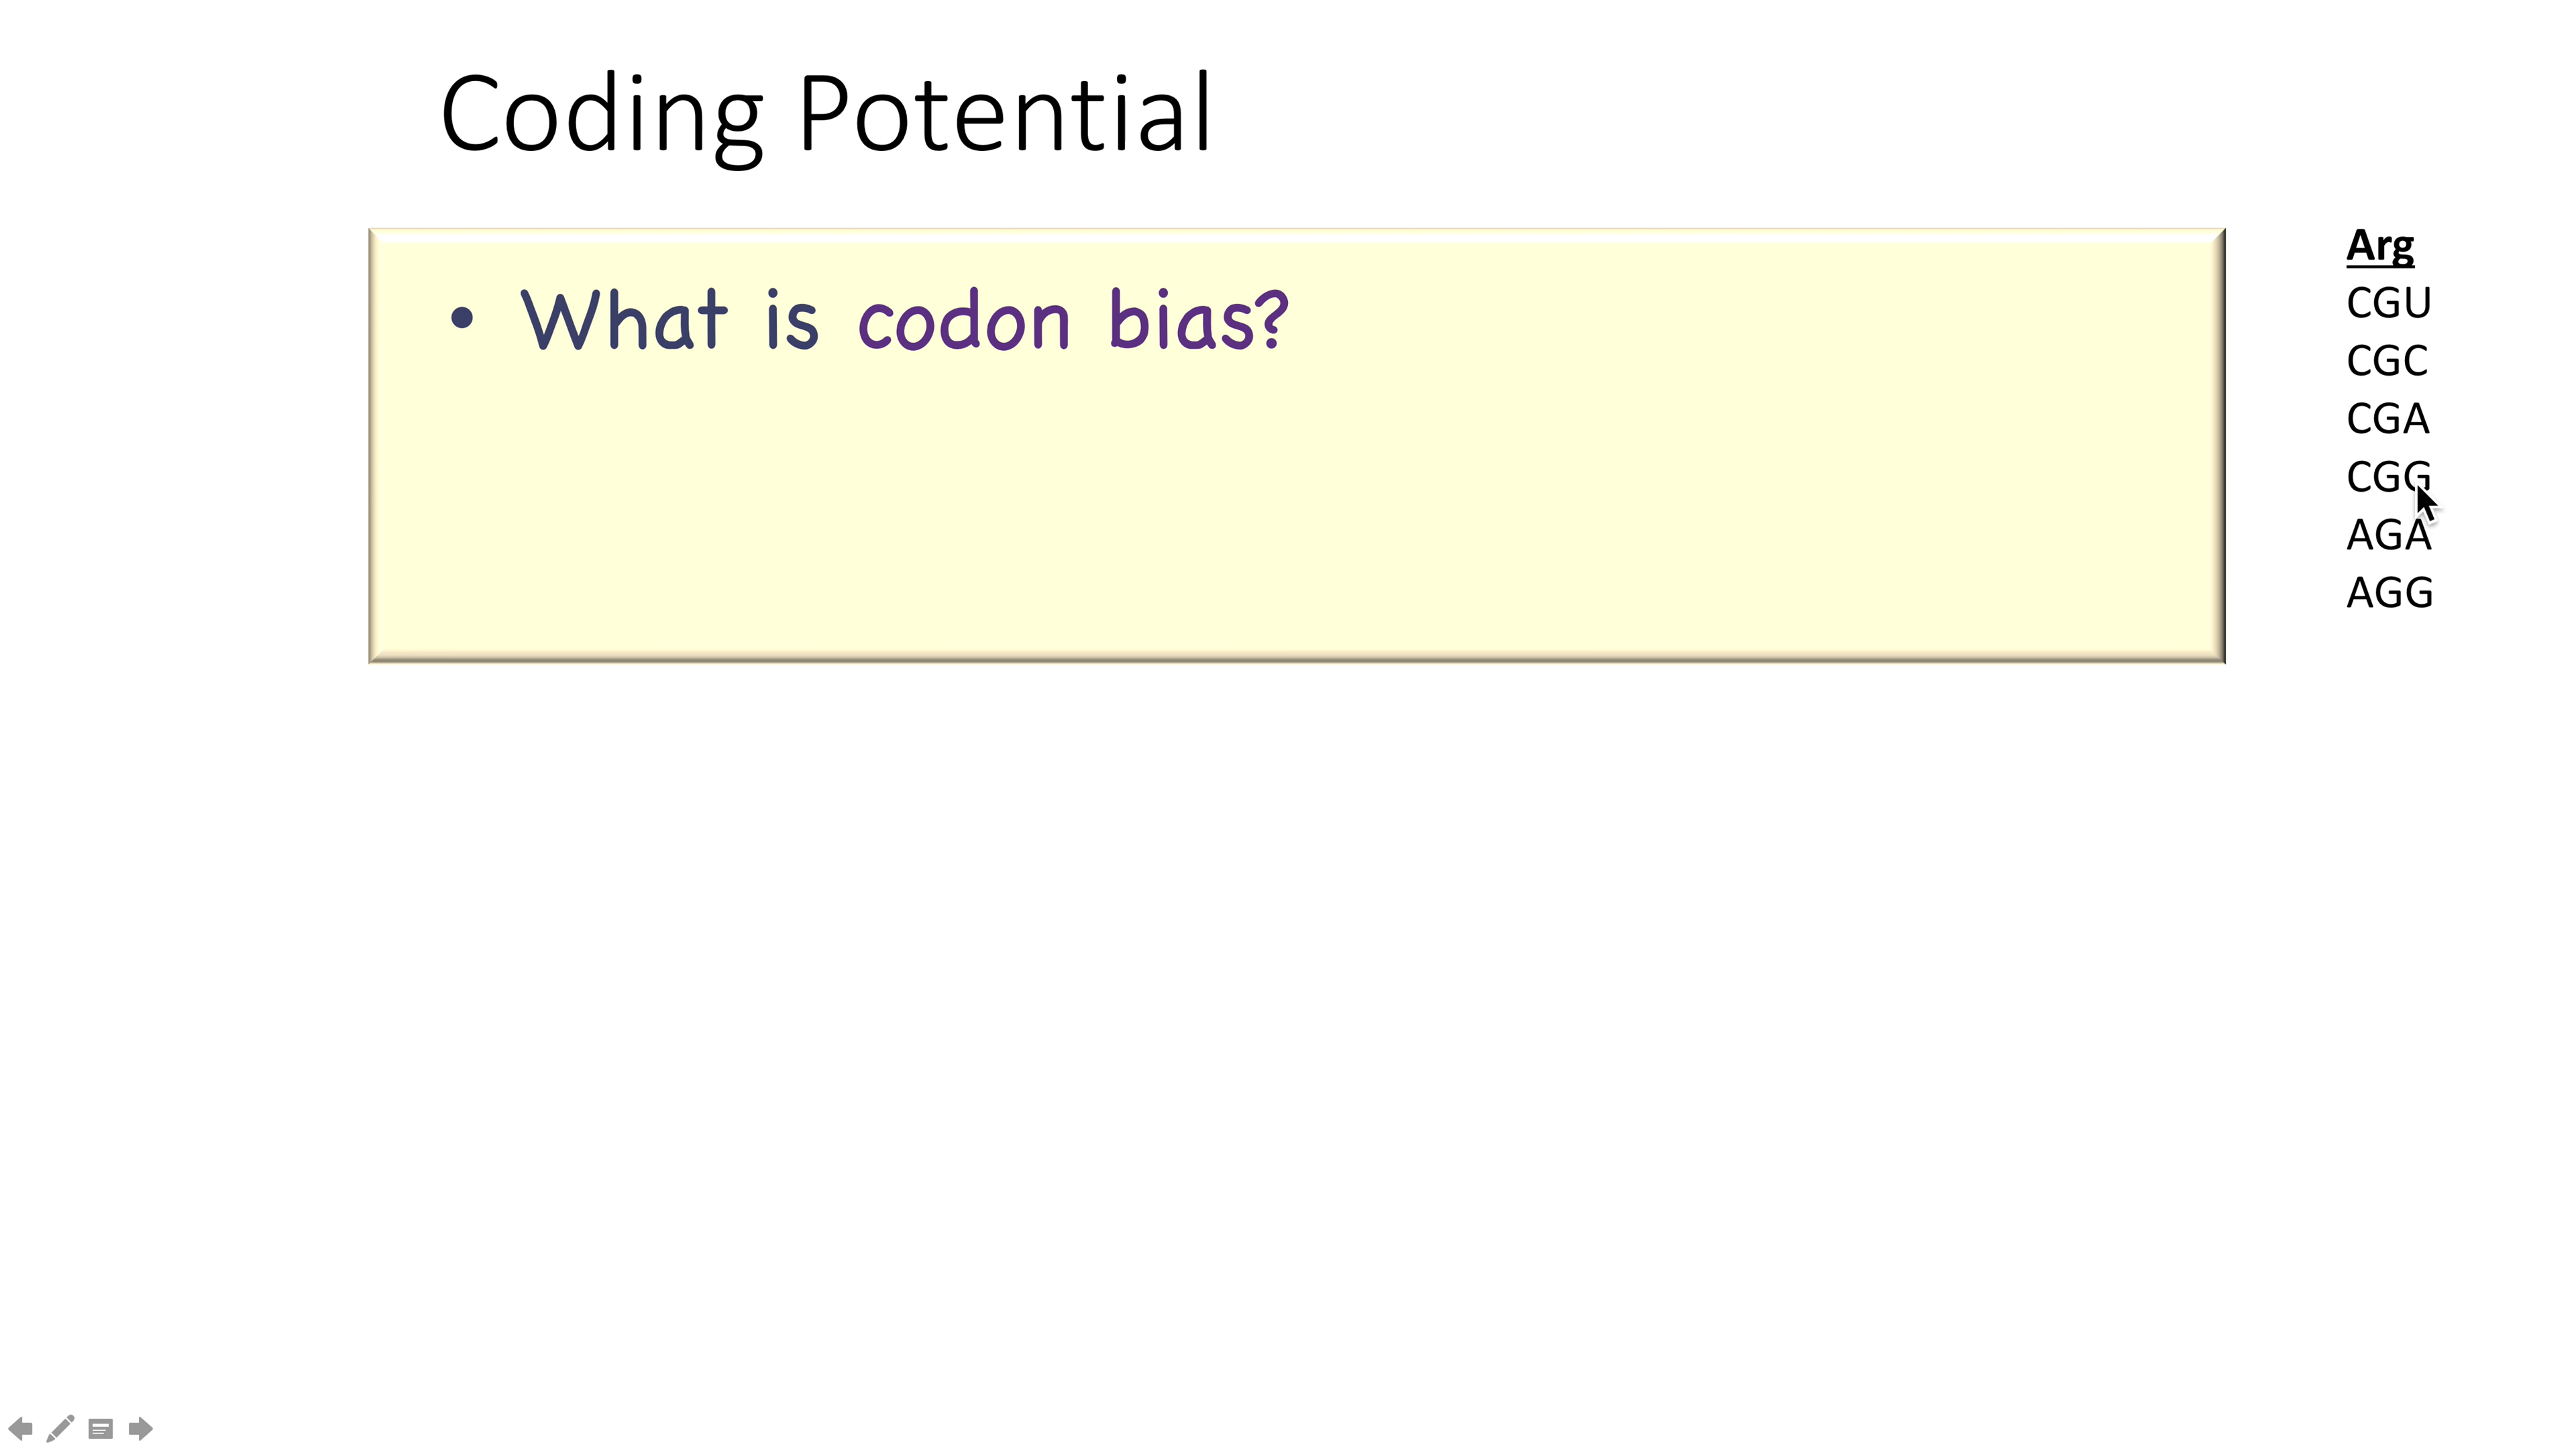 Coding Potential
• What is codon bias?
Arg
CGU
CGC
CGA
CGG
AGA
AGG